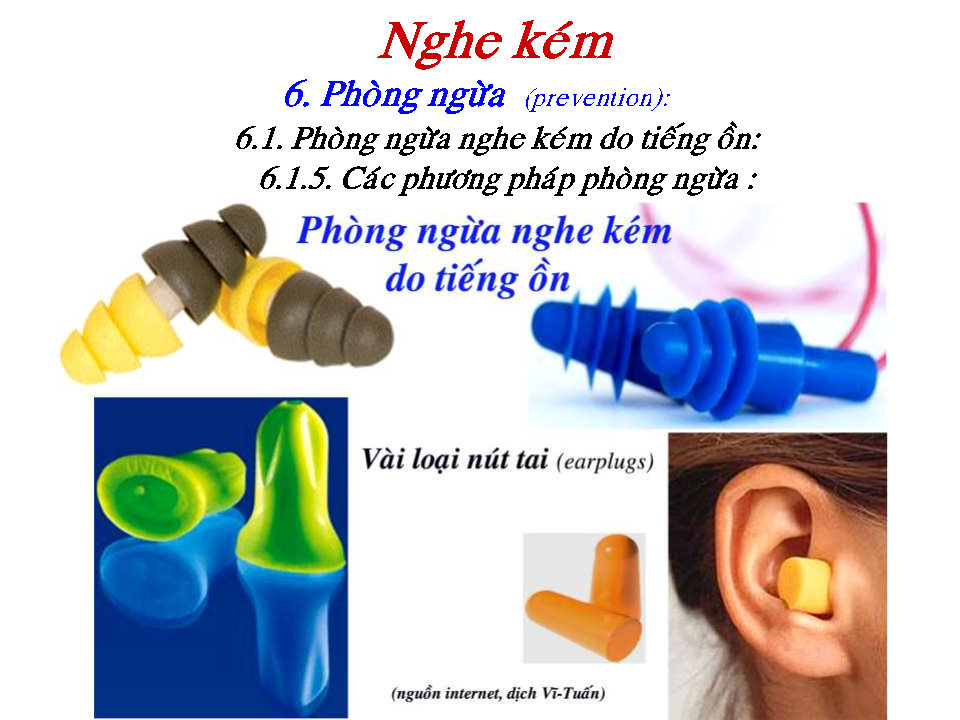 Nghe kém
6. Phòng ngừa (prevention):
6.1. Phòng ngừa nghe kém do tiếng ồn:
6.1.5. Các phương pháp phòng ngừa :
Phòng ngừa nghe kém
do tiếng ồn
Vài loại nút tai (earplugs)
(nguồn internet, dịch Vĩ-Tuấn)